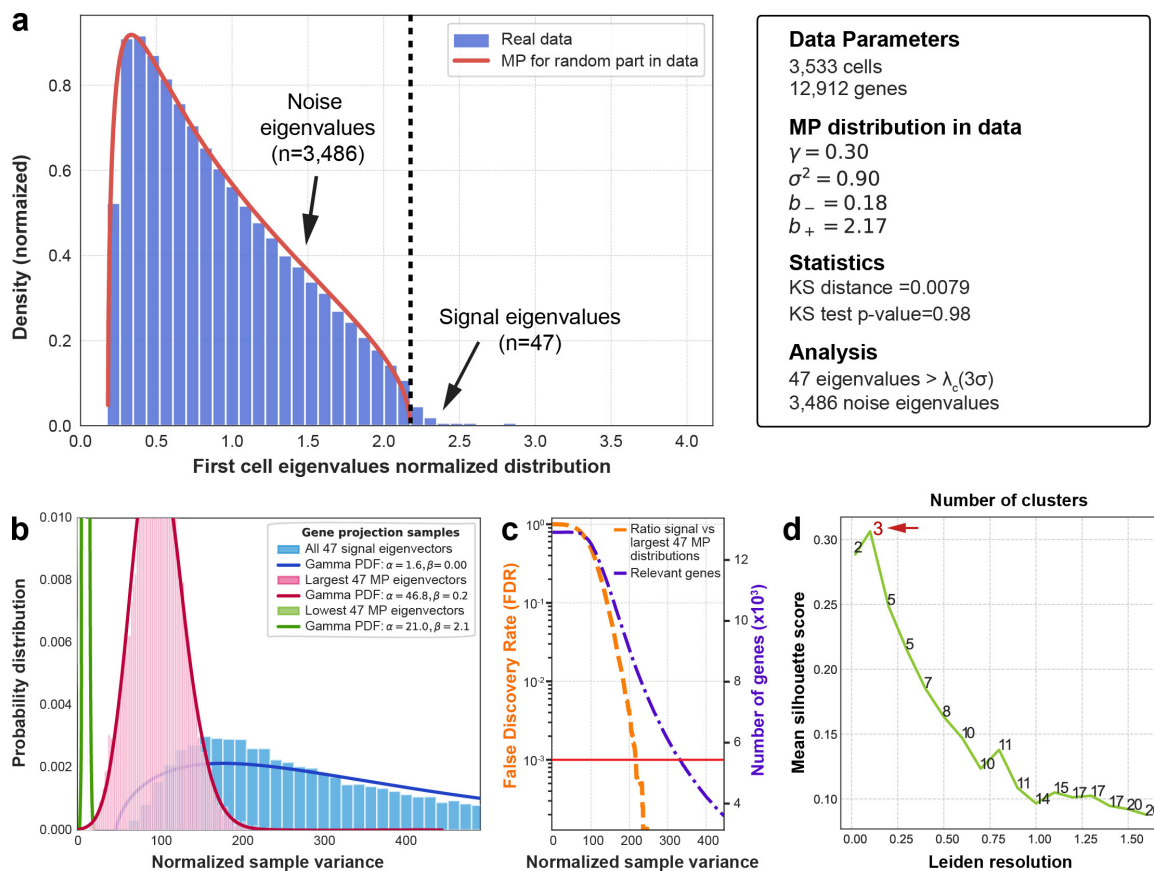 a
Real data
MP for random part in data
Noise
eigenvalues
(n=3,486)
Signal eigenvalues
(n=47)
Density (normaized)
0.0
0.2
0.4
0.6
0.8
0.0 0.5 1.0 1.5 2.0 2.5 3.0 3.5 4.0
First cell eigenvalues normalized distribution
Data Parameters
3,533 cells
12,912 genes
MP distribution in data
γ = 0.30
σ² = 0.90
b₋ = 0.18
b₊ = 2.17
Statistics
KS distance =0.0079
KS test p-value=0.98
Analysis
47 eigenvalues > λc(3σ)
3,486 noise eigenvalues
b
Gene projection samples
All 47 signal eigenvectors
Gamma PDF: α = 1.6, β = 0.00
Largest 47 MP eigenvectors
Gamma PDF: α = 46.8, β = 0.2
Lowest 47 MP eigenvectors
Gamma PDF: α = 21.0, β = 2.1
Probability distribution
0.010
0.008
0.006
0.004
0.002
0.000
0 100 200 300 400
Normalized sample variance
c
Ratio signal vs
largest 47 MP
distributions
Relevant genes
False Discovery Rate (FDR)
10⁰
10⁻¹
10⁻²
10⁻³
Number of genes (x10³)
12
10
8
6
4
0 100 200 300 400
Normalized sample variance
d
Number of clusters
Mean silhouette score
0.30
0.25
0.20
0.15
0.10
2
3
5
5
7
8
10
10
11
11
14
15
17
17
17
20
0.00 0.25 0.50 0.75 1.00 1.25 1.50
Leiden resolution